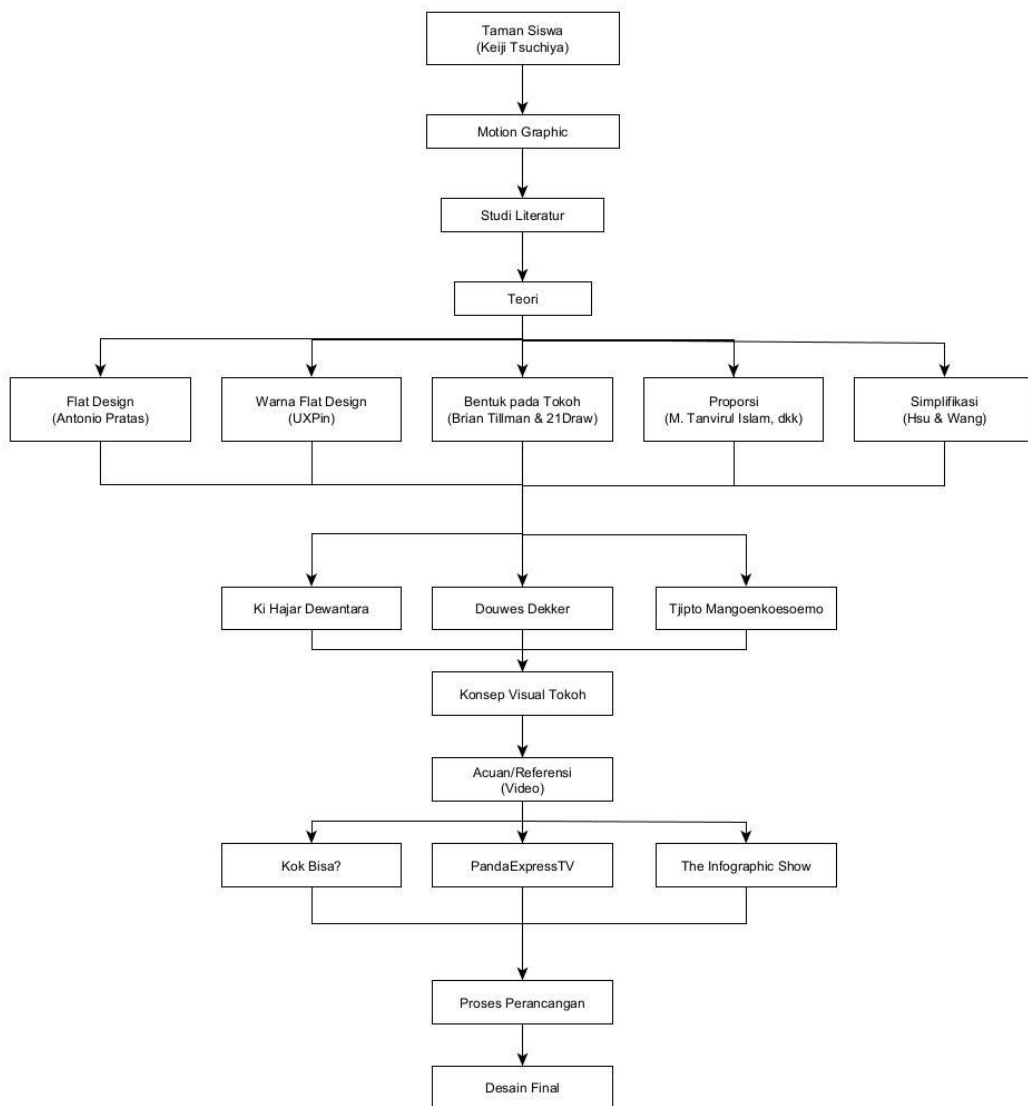 Taman Siswa
(Keiji Tsuchiya)
Motion Graphic
Studi Literatur
Teori
Flat Design
(Antonio Pratas)
Warna Flat Design
(UXPin)
Bentuk pada Tokoh
(Brian Tillman & 21Draw)
Proporsi
(M. Tanvirul Islam, dkk)
Simplifikasi
(Hsu & Wang)
Ki Hajar Dewantara
Douwes Dekker
Tjipto Mangoenkoesoemo
Konsep Visual Tokoh
Acuan/Referensi
(Video)
Kok Bisa?
PandaExpressTV
The Infographic Show
Proses Perancangan
Desain Final